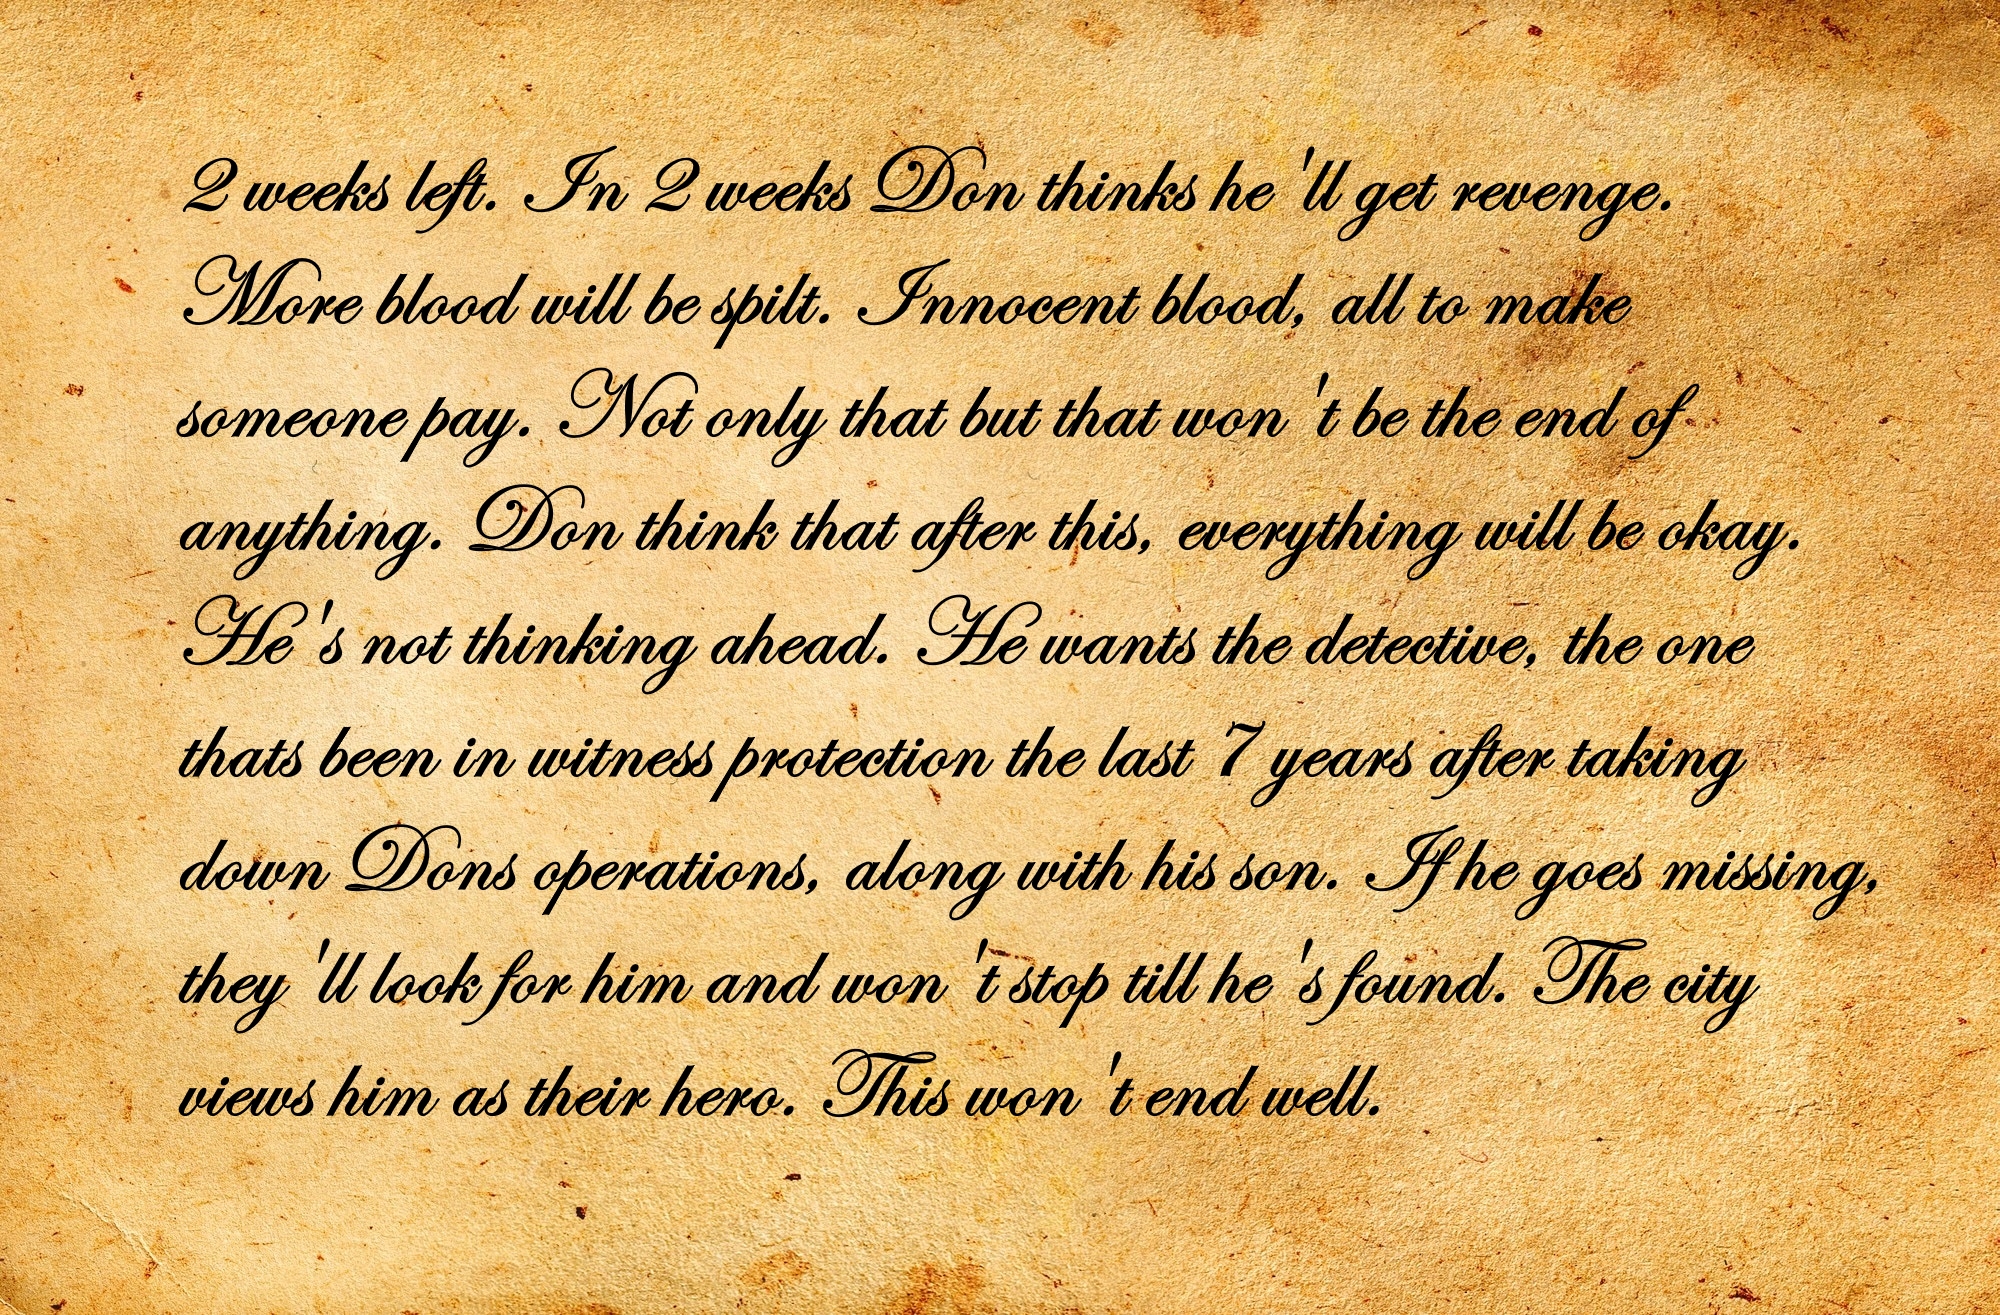 2 weeks left. In 2 weeks Don thinks he 'll get revenge.
More blood will be spilt. Innocent blood, all to make
someone pay. Not only that but that won 't be the end of
anything. Don think that after this, everything will be okay.
He 's not thinking ahead. He wants the detective, the one
thats been in witness protection the last 7 years after taking
down Dons operations, along with his son. If he goes missing,
they 'll look for him and won 't stop till he 's found. The city
views him as their hero. This won 't end well.